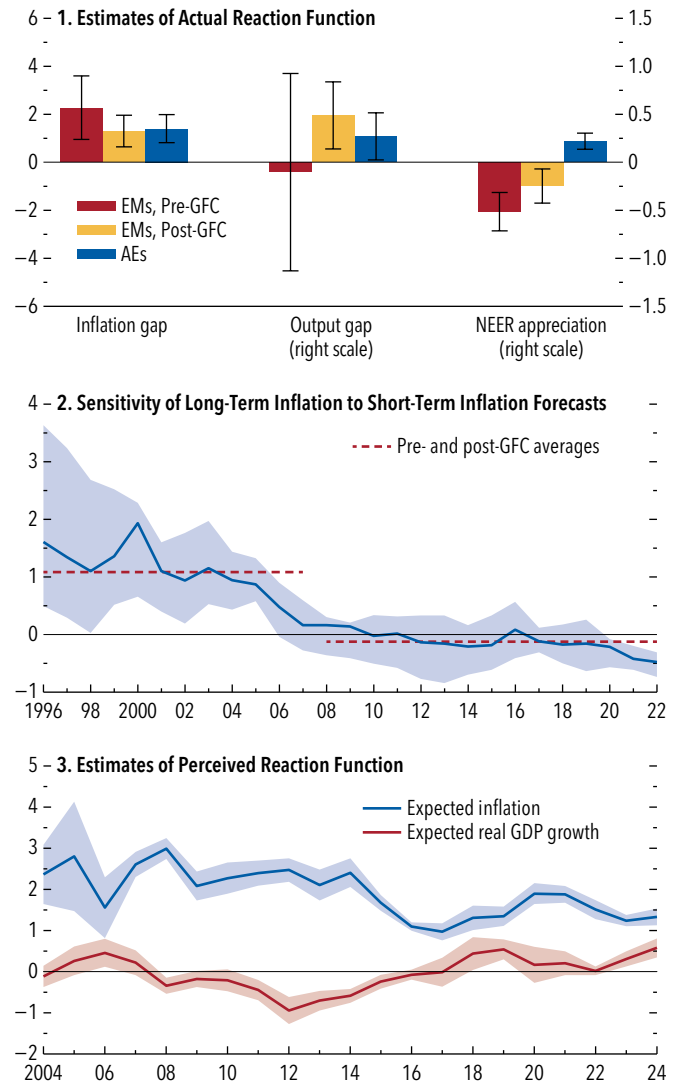 1. Estimates of Actual Reaction Function
6
4
2
0
−2
−4
−6
1.5
1.0
0.5
0
−0.5
−1.0
−1.5
EMs, Pre-GFC
EMs, Post-GFC
AEs
Inflation gap
Output gap
(right scale)
NEER appreciation
(right scale)
2. Sensitivity of Long-Term Inflation to Short-Term Inflation Forecasts
4
3
2
1
0
−1
Pre- and post-GFC averages
1996 98 2000 02 04 06 08 10 12 14 16 18 20 22
3. Estimates of Perceived Reaction Function
5
4
3
2
1
0
−1
−2
Expected inflation
Expected real GDP growth
2004 06 08 10 12 14 16 18 20 22 24